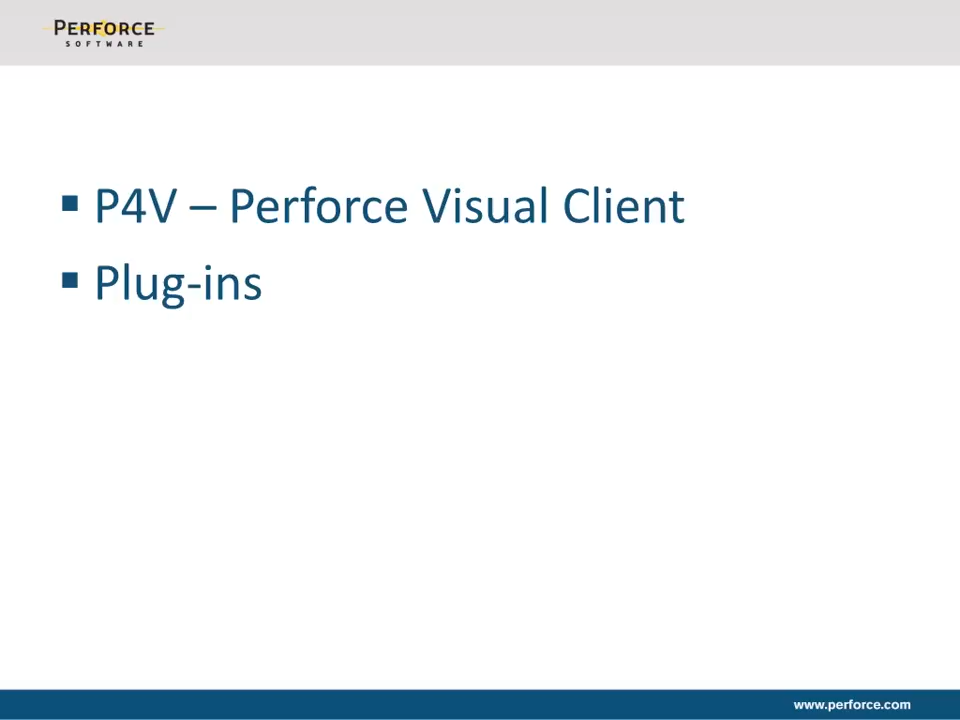 PERFORCE
SOFTWARE
▪ P4V – Perforce Visual Client
▪ Plug-ins
www.perforce.com